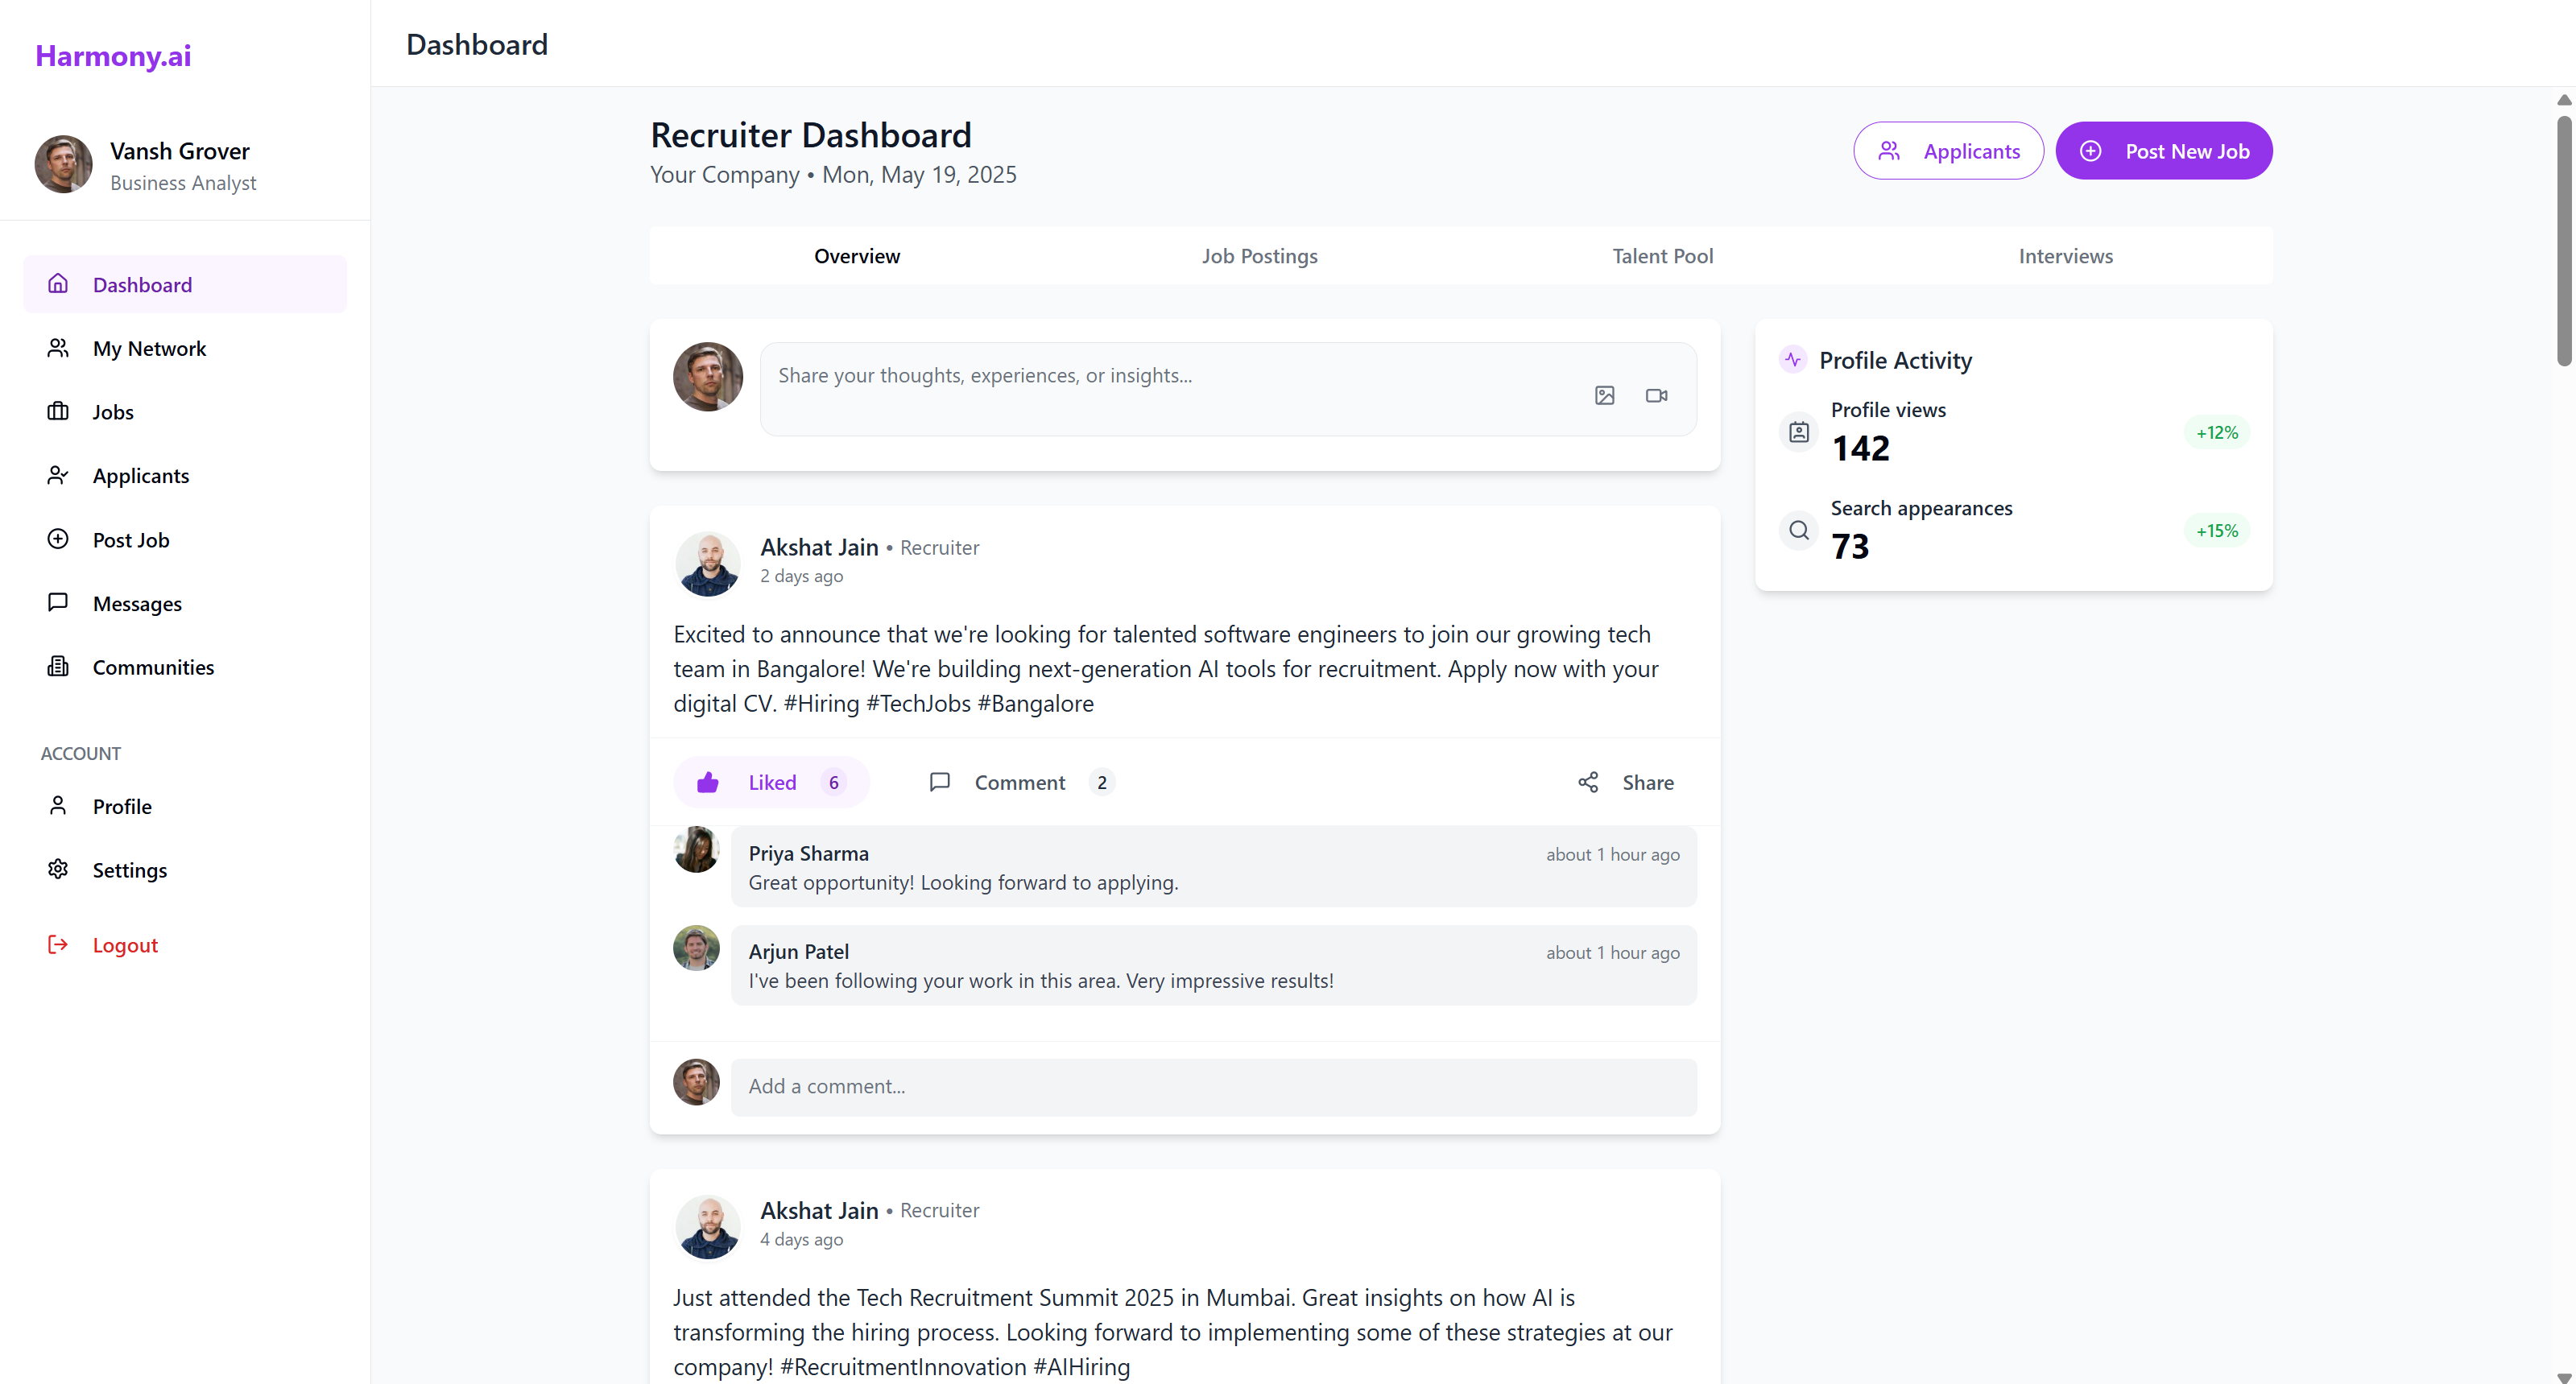 Harmony.ai
Vansh Grover
Business Analyst
Dashboard
My Network
Jobs
Applicants
Post Job
Messages
Communities
ACCOUNT
Profile
Settings
Logout
Dashboard
Recruiter Dashboard
Your Company • Mon, May 19, 2025
Applicants
Post New Job
Overview
Job Postings
Talent Pool
Interviews
Share your thoughts, experiences, or insights...
Akshat Jain • Recruiter
2 days ago
Excited to announce that we're looking for talented software engineers to join our growing tech
team in Bangalore! We're building next-generation AI tools for recruitment. Apply now with your
digital CV. #Hiring #TechJobs #Bangalore
Liked 6
Comment 2
Share
Priya Sharma
about 1 hour ago
Great opportunity! Looking forward to applying.
Arjun Patel
about 1 hour ago
I've been following your work in this area. Very impressive results!
Add a comment...
Akshat Jain • Recruiter
4 days ago
Just attended the Tech Recruitment Summit 2025 in Mumbai. Great insights on how AI is
transforming the hiring process. Looking forward to implementing some of these strategies at our
company! #RecruitmentInnovation #AIHiring
Profile Activity
Profile views
142
+12%
Search appearances
73
+15%